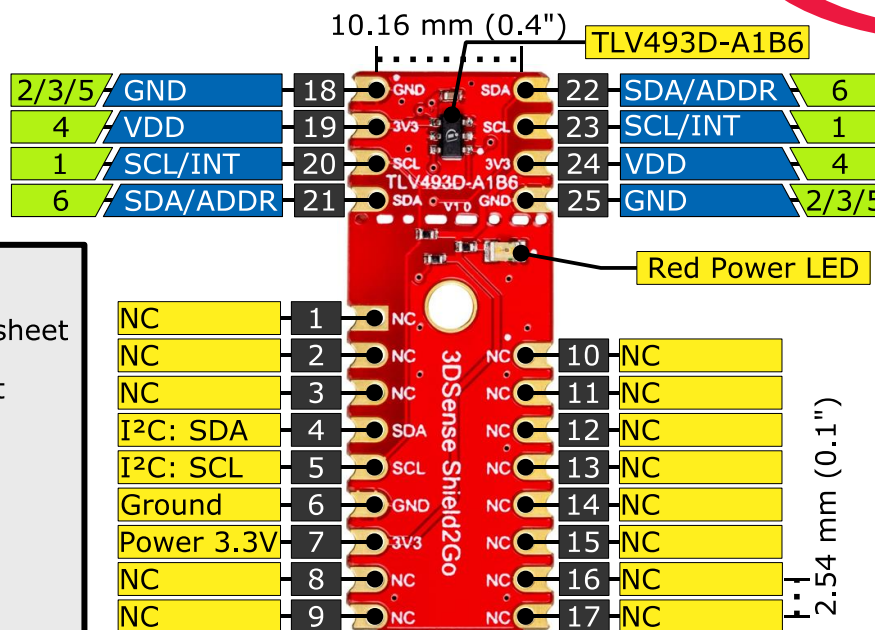 10.16 mm (0.4")
TLV493D-A1B6
2/3/5 GND 18 GND SDA 22 SDA/ADDR 6
4 VDD 19 3V3 SCL 23 SCL/INT 1
1 SCL/INT 20 SCL 3V3 24 VDD 4
TLV493D-A1B6
6 SDA/ADDR 21 SDA V1.0 GND 25 GND 2/3/5
Red Power LED
sheet
t
NC 1 NC
NC 2 NC NC 10 NC
NC 3 NC NC 11 NC
I²C: SDA 4 SDA NC 12 NC
I²C: SCL 5 SCL NC 13 NC
Ground 6 GND NC 14 NC
Power 3.3V 7 3V3 NC 15 NC
NC 8 NC NC 16 NC
NC 9 NC NC 17 NC
3DSense Shield2Go
2.54 mm (0.1")